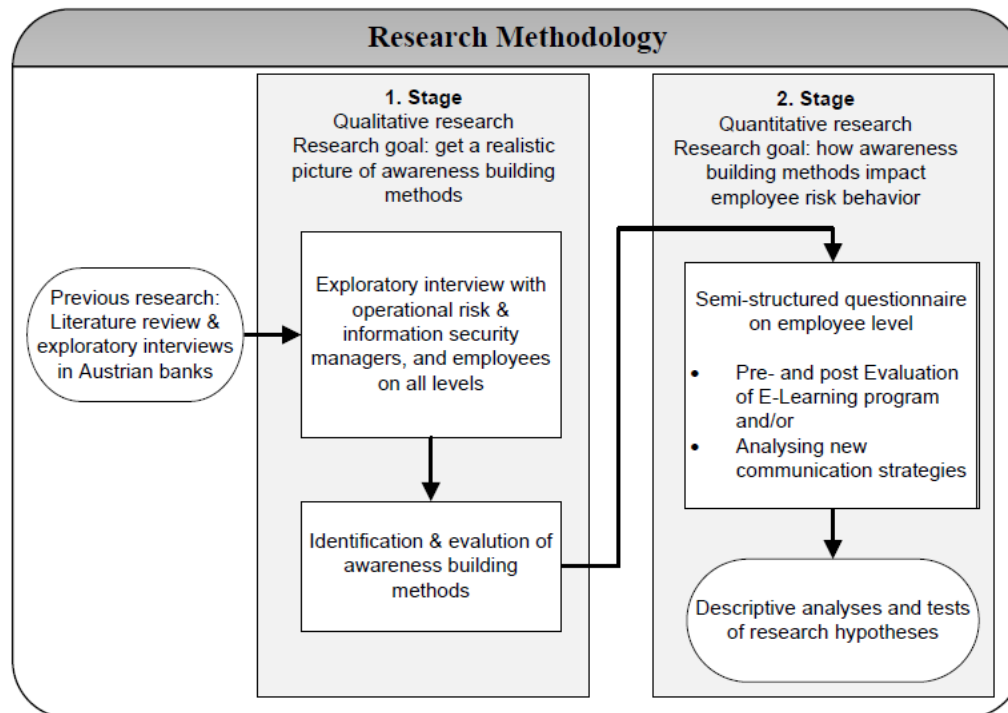 Research Methodology
1. Stage
Qualitative research
Research goal: get a realistic
picture of awareness building
methods
2. Stage
Quantitative research
Research goal: how awareness
building methods impact
employee risk behavior
Previous research:
Literature review &
exploratory interviews
in Austrian banks
Exploratory interview with
operational risk &
information security
managers, and employees
on all levels
Identification & evalution of
awareness building
methods
Semi-structured questionnaire
on employee level
• Pre- and post Evaluation
of E-Learning program
and/or
• Analysing new
communication strategies
Descriptive analyses and tests
of research hypotheses